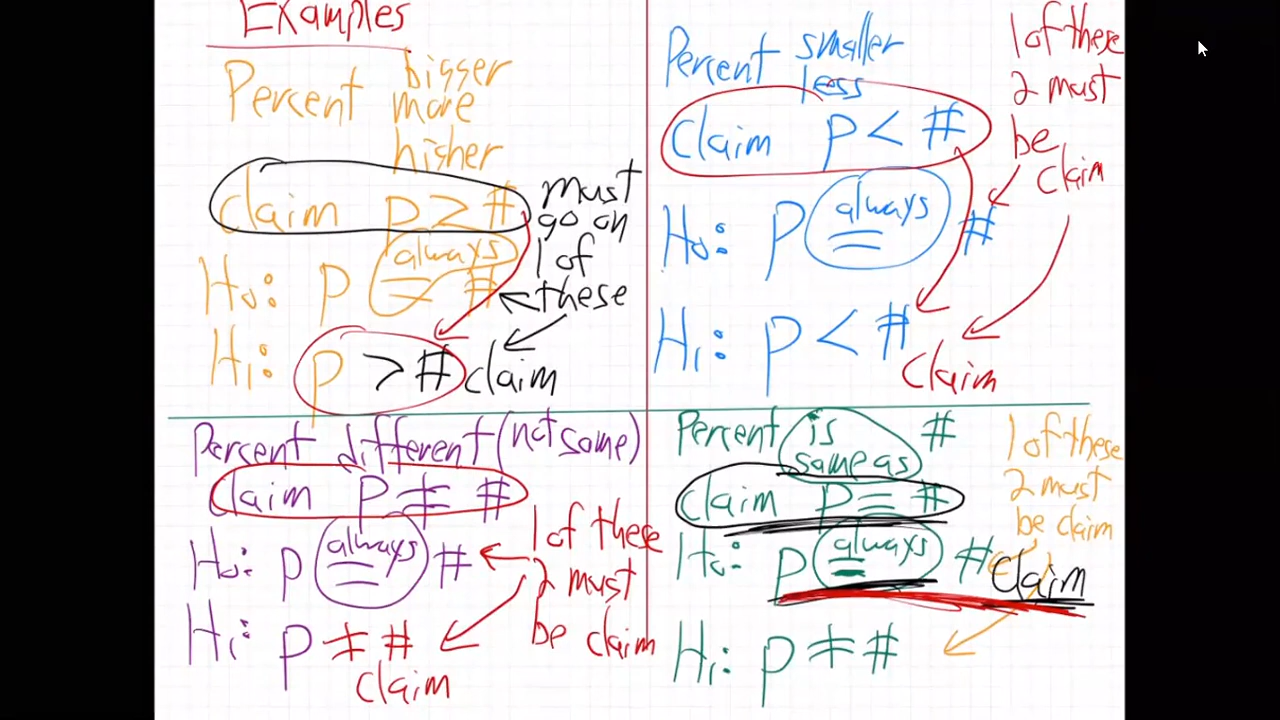 Examples
Percent bigger
more
higher
Claim p > #
H₀: p always = #
H₁: p > # claim
must
go on
1 of
these
Percent smaller
less
Claim p < #
H₀: p always = #
H₁: p < #
Claim
1 of these
2 must
be
claim
Percent different (not same)
Claim p ≠ #
H₀: p always = #
H₁: p ≠ #
claim
1 of these
2 must
be claim
Percent is #
same as
Claim p = #
H₀: p always = # Claim
H₁: p ≠ #
1 of these
2 must
be claim